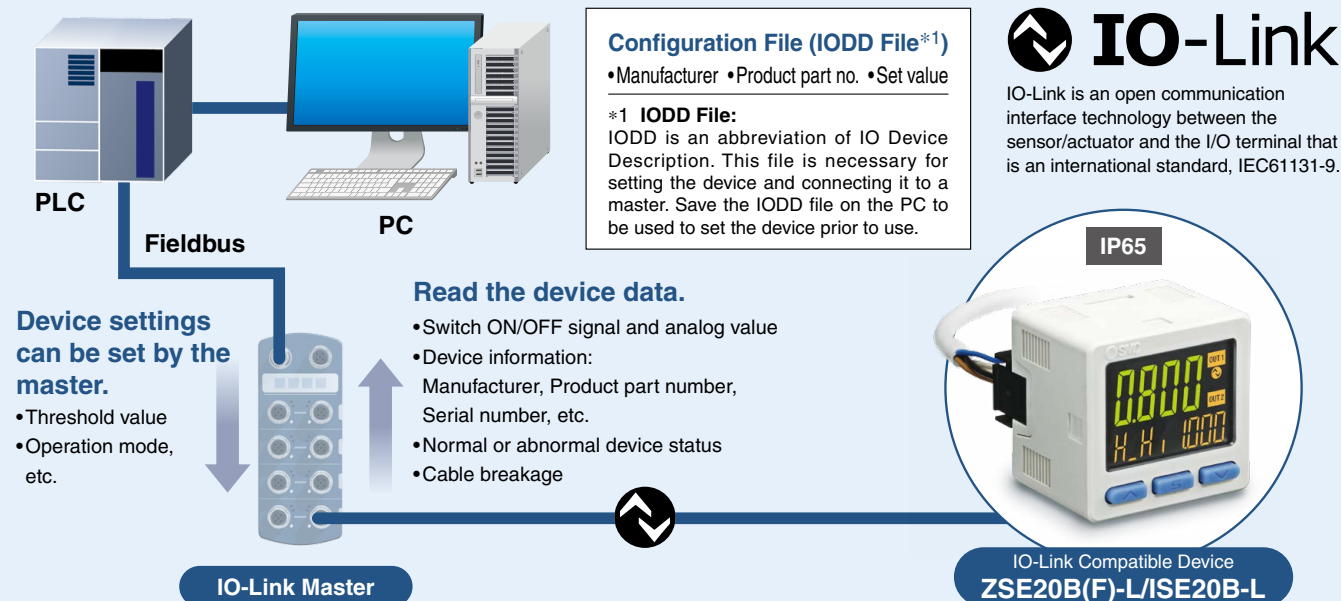 PLC
PC
Fieldbus
Configuration File (IODD File*1)
•Manufacturer •Product part no. •Set value
*1 IODD File:
IODD is an abbreviation of IO Device
Description. This file is necessary for
setting the device and connecting it to a
master. Save the IODD file on the PC to
be used to set the device prior to use.
IO-Link
IO-Link is an open communication
interface technology between the
sensor/actuator and the I/O terminal that
is an international standard, IEC61131-9.
Device settings
can be set by the
master.
•Threshold value
•Operation mode,
etc.
Read the device data.
•Switch ON/OFF signal and analog value
•Device information:
Manufacturer, Product part number,
Serial number, etc.
•Normal or abnormal device status
•Cable breakage
IO-Link Master
IP65
0.800
OUT1
OUT2
H_Hi 1.000
S
IO-Link Compatible Device
ZSE20B(F)-L/ISE20B-L